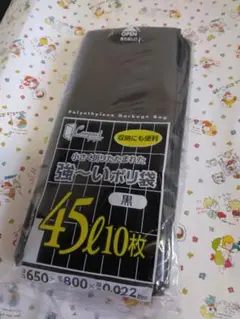 OPEN
Polyethylene Garbage Bag
収納にも便利
小さく折りたたまれた
強～いポリ袋
黒
45ℓ10枚
650×800×0.022